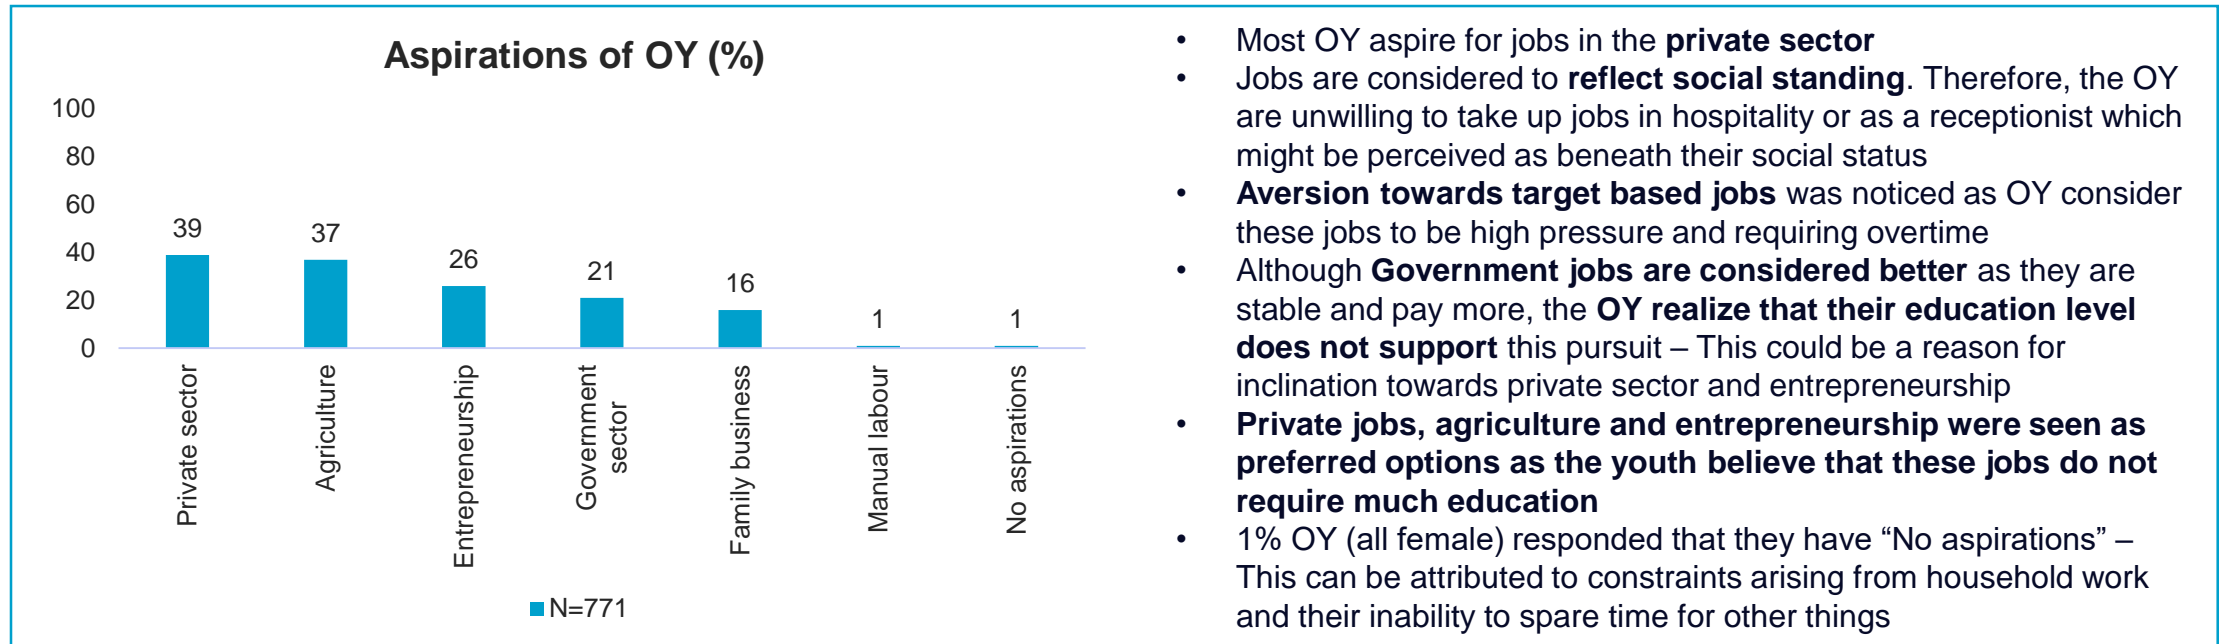 Aspirations of OY (%)
100
80
60
40
20
0
39
37
26
21
16
1
1
Private sector
Agriculture
Entrepreneurship
Government
sector
Family business
Manual labour
No aspirations
N=771
• Most OY aspire for jobs in the private sector
• Jobs are considered to reflect social standing. Therefore, the OY
are unwilling to take up jobs in hospitality or as a receptionist which
might be perceived as beneath their social status
• Aversion towards target based jobs was noticed as OY consider
these jobs to be high pressure and requiring overtime
• Although Government jobs are considered better as they are
stable and pay more, the OY realize that their education level
does not support this pursuit – This could be a reason for
inclination towards private sector and entrepreneurship
• Private jobs, agriculture and entrepreneurship were seen as
preferred options as the youth believe that these jobs do not
require much education
• 1% OY (all female) responded that they have “No aspirations” –
This can be attributed to constraints arising from household work
and their inability to spare time for other things